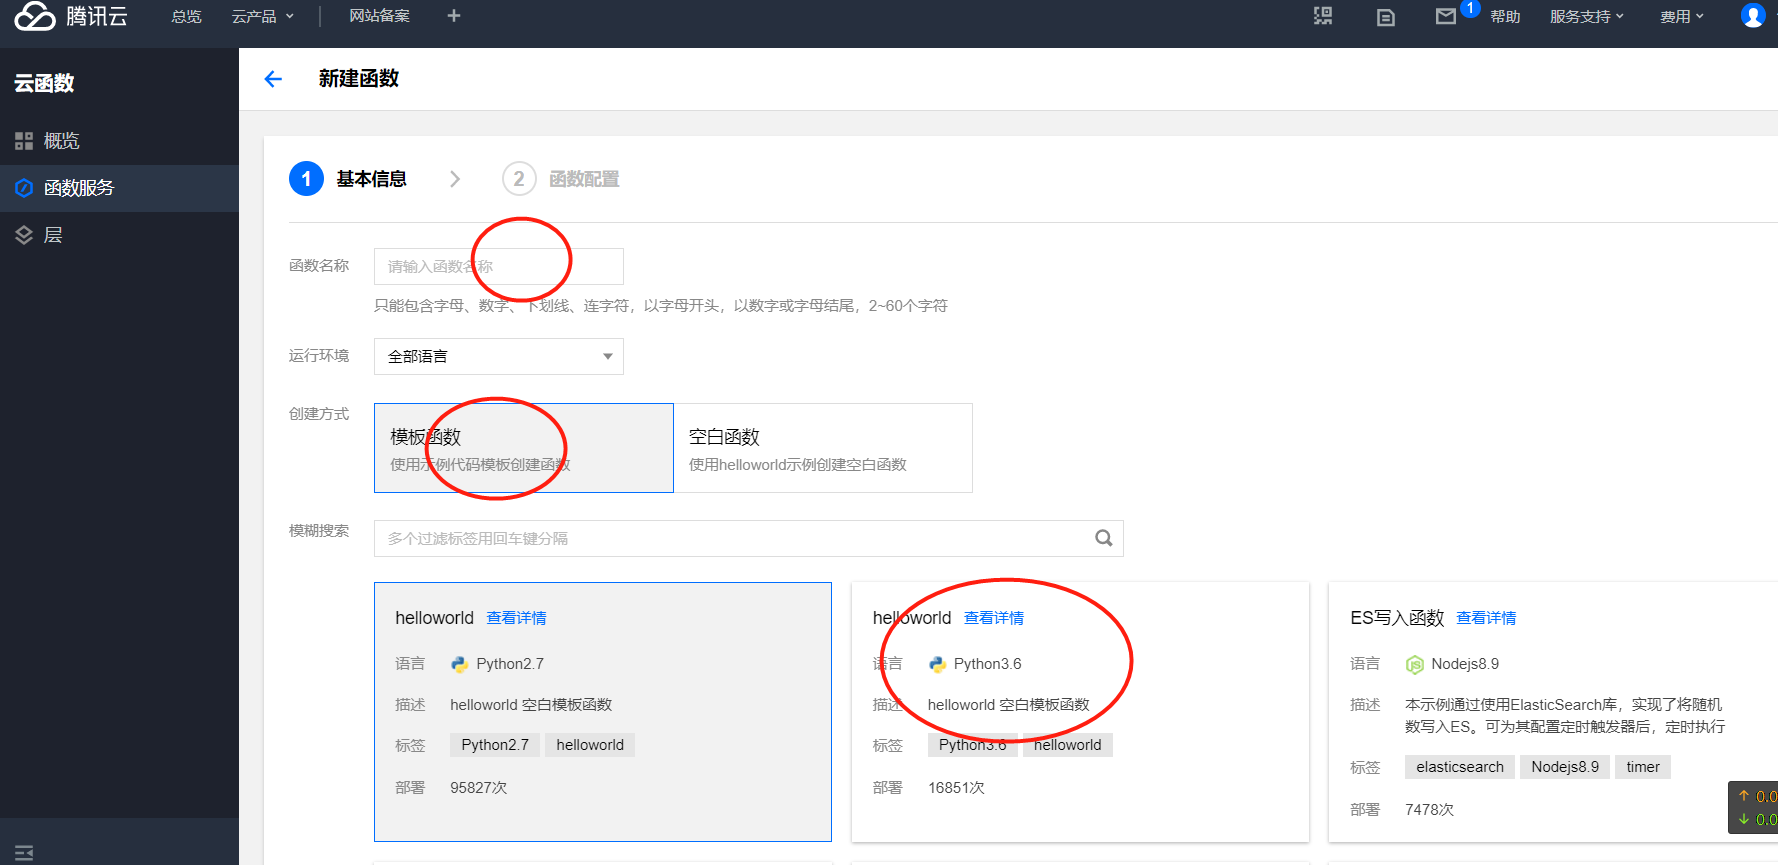 腾讯云 总览 云产品 网站备案 + 1 帮助 服务支持 费用
云函数
概览
函数服务
层
新建函数
1 基本信息 2 函数配置
函数名称 请输入函数名称
只能包含字母、数字、下划线、连字符，以字母开头，以数字或字母结尾，2~60个字符
运行环境 全部语言
创建方式
模板函数
使用示例代码模板创建函数
空白函数
使用helloworld示例创建空白函数
模糊搜索 多个过滤标签用回车键分隔
helloworld 查看详情
语言 Python2.7
描述 helloworld 空白模板函数
标签 Python2.7 helloworld
部署 95827次
helloworld 查看详情
语言 Python3.6
描述 helloworld 空白模板函数
标签 Python3.6 helloworld
部署 16851次
ES写入函数 查看详情
语言 Nodejs8.9
描述 本示例通过使用ElasticSearch库，实现了将随机
数写入ES。可为其配置定时触发器后，定时执行
标签 elasticsearch Nodejs8.9 timer
部署 7478次
↑ 0.0
↓ 0.0